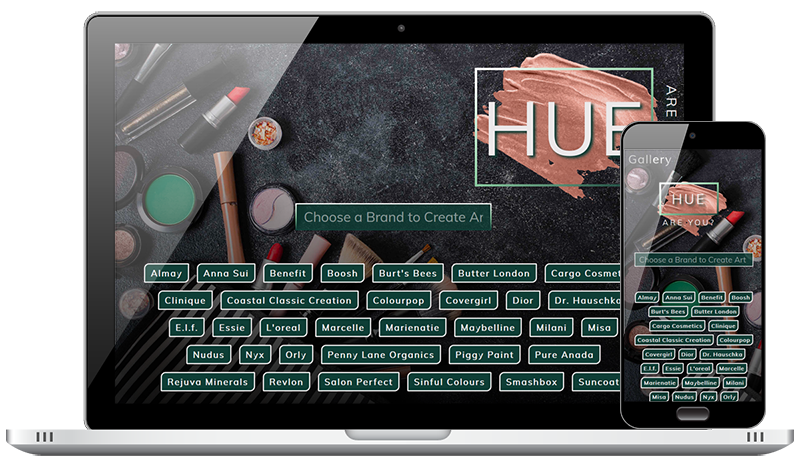 HUE
ARE
Choose a Brand to Create Ar
Almay Anna Sui Benefit Boosh Burt's Bees Butter London Cargo Cosmet
Clinique Coastal Classic Creation Colourpop Covergirl Dior Dr. Hauschka
E.l.f. Essie L'oreal Marcelle Marienatie Maybelline Milani Misa
Nudus Nyx Orly Penny Lane Organics Piggy Paint Pure Anada
Rejuva Minerals Revlon Salon Perfect Sinful Colours Smashbox Suncoat
Gallery
HUE
ARE YOU?
Choose a Brand to Create Art
Almay Anna Sui Benefit Boosh
Burt's Bees Butter London
Cargo Cosmetics Clinique
Coastal Classic Creation Colourpop
Covergirl Dior Dr. Hauschka
E.l.f. Essie L'oreal Marcelle
Marienatie Maybelline Milani
Misa Nudus Nyx Orly